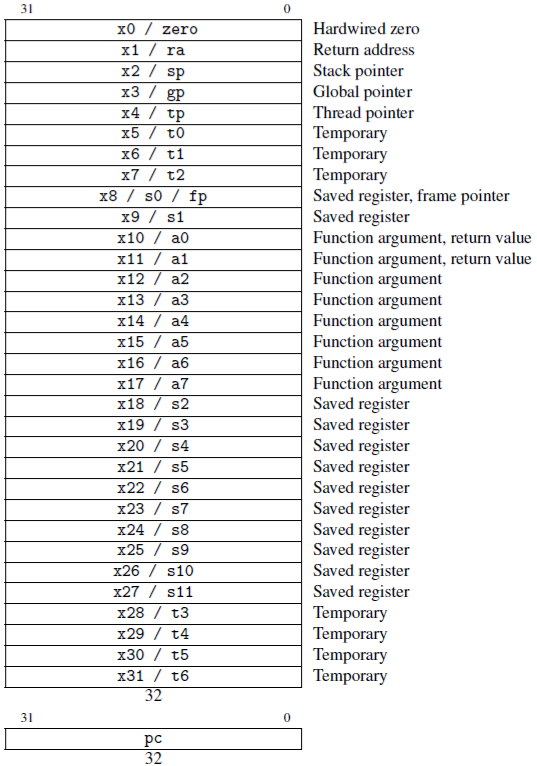 31 0
x0 / zero Hardwired zero
x1 / ra Return address
x2 / sp Stack pointer
x3 / gp Global pointer
x4 / tp Thread pointer
x5 / t0 Temporary
x6 / t1 Temporary
x7 / t2 Temporary
x8 / s0 / fp Saved register, frame pointer
x9 / s1 Saved register
x10 / a0 Function argument, return value
x11 / a1 Function argument, return value
x12 / a2 Function argument
x13 / a3 Function argument
x14 / a4 Function argument
x15 / a5 Function argument
x16 / a6 Function argument
x17 / a7 Function argument
x18 / s2 Saved register
x19 / s3 Saved register
x20 / s4 Saved register
x21 / s5 Saved register
x22 / s6 Saved register
x23 / s7 Saved register
x24 / s8 Saved register
x25 / s9 Saved register
x26 / s10 Saved register
x27 / s11 Saved register
x28 / t3 Temporary
x29 / t4 Temporary
x30 / t5 Temporary
x31 / t6 Temporary
32
31 0
pc
32